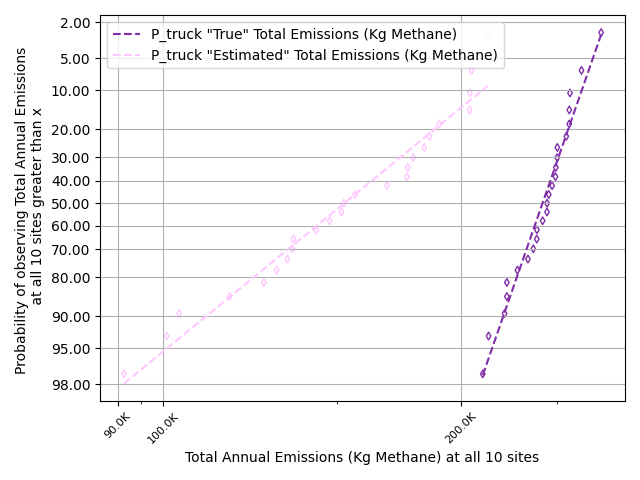 P_truck "True" Total Emissions (Kg Methane)
P_truck "Estimated" Total Emissions (Kg Methane)
Probability of observing Total Annual Emissions
at all 10 sites greater than x
2.00
5.00
10.00
20.00
30.00
40.00
50.00
60.00
70.00
80.00
90.00
95.00
98.00
90.0K
100.0K
200.0K
Total Annual Emissions (Kg Methane) at all 10 sites